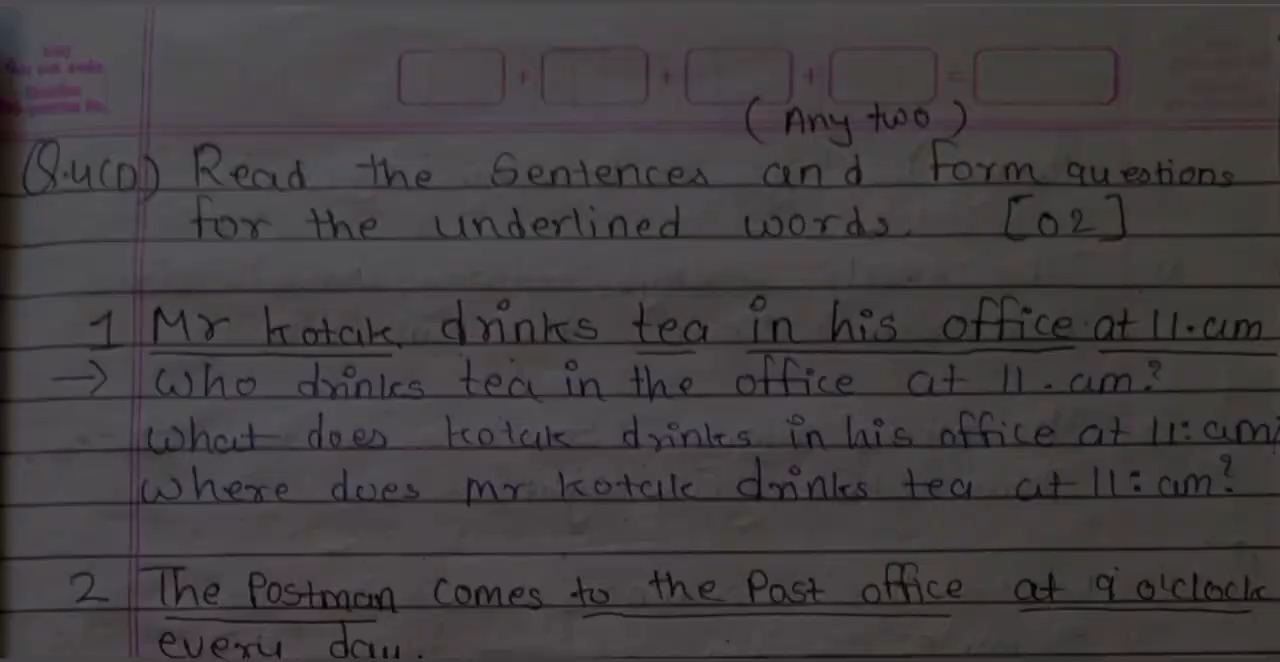 (Any two)
Q.4(D) Read the Sentences and form questions
for the underlined words. [02]
1 Mr kotak drinks tea in his office at 11.am
→ Who drinks tea in the office at 11. am?
What does kotak drinks in his office at 11:am
Where does mr kotak drinks tea at 11:am?
2 The Postman comes to the Post office at 9 o'clock
every day.